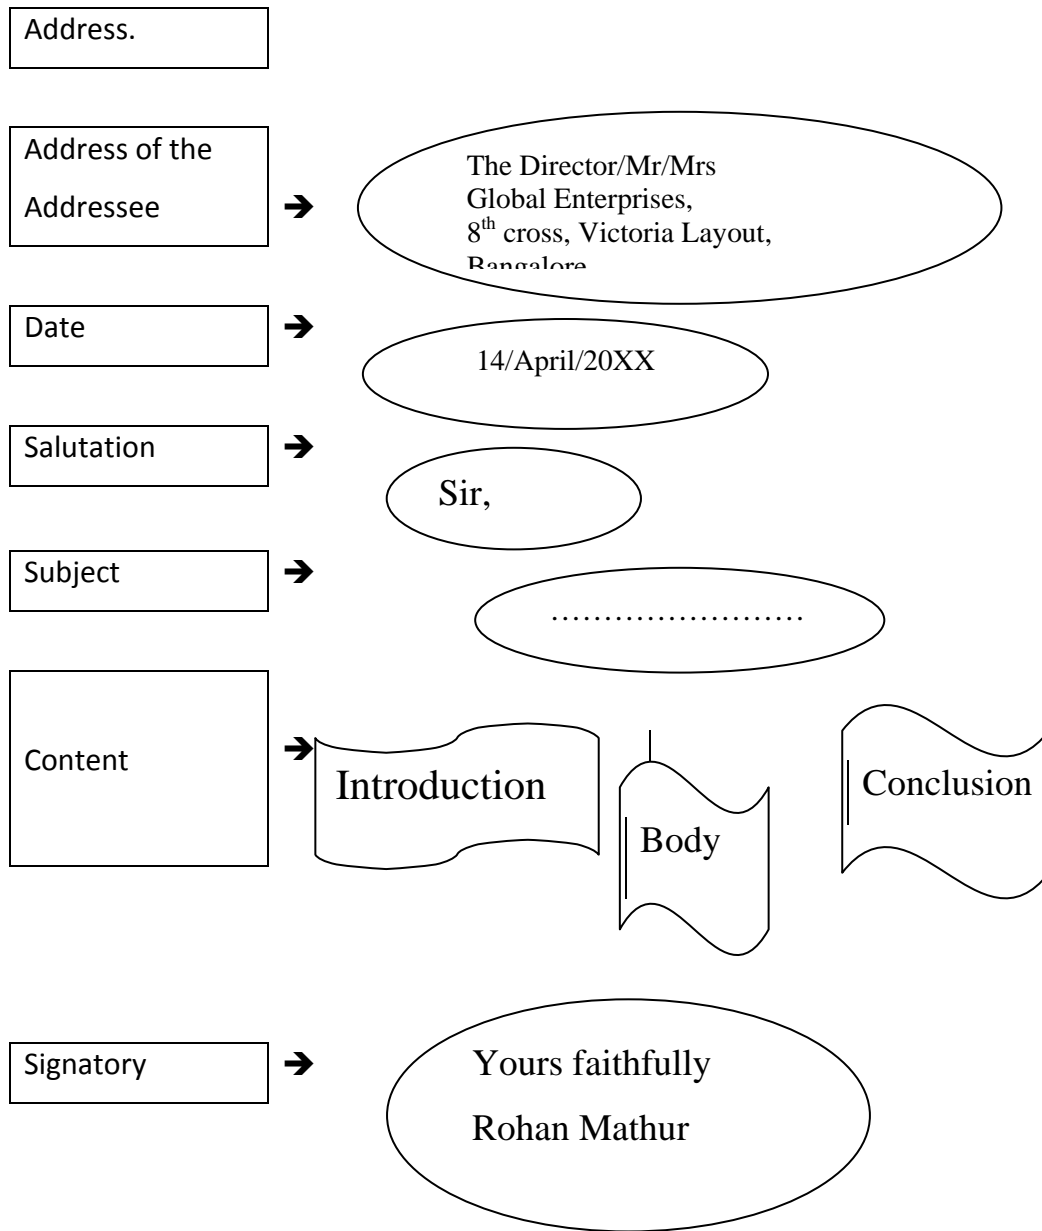 Address.
Address of the
Addressee
➔
The Director/Mr/Mrs
Global Enterprises,
8th cross, Victoria Layout,
Bangalore
Date
➔
14/April/20XX
Salutation
➔
Sir,
Subject
➔
……………………
Content
➔
Introduction
Body
Conclusion
Signatory
➔
Yours faithfully
Rohan Mathur